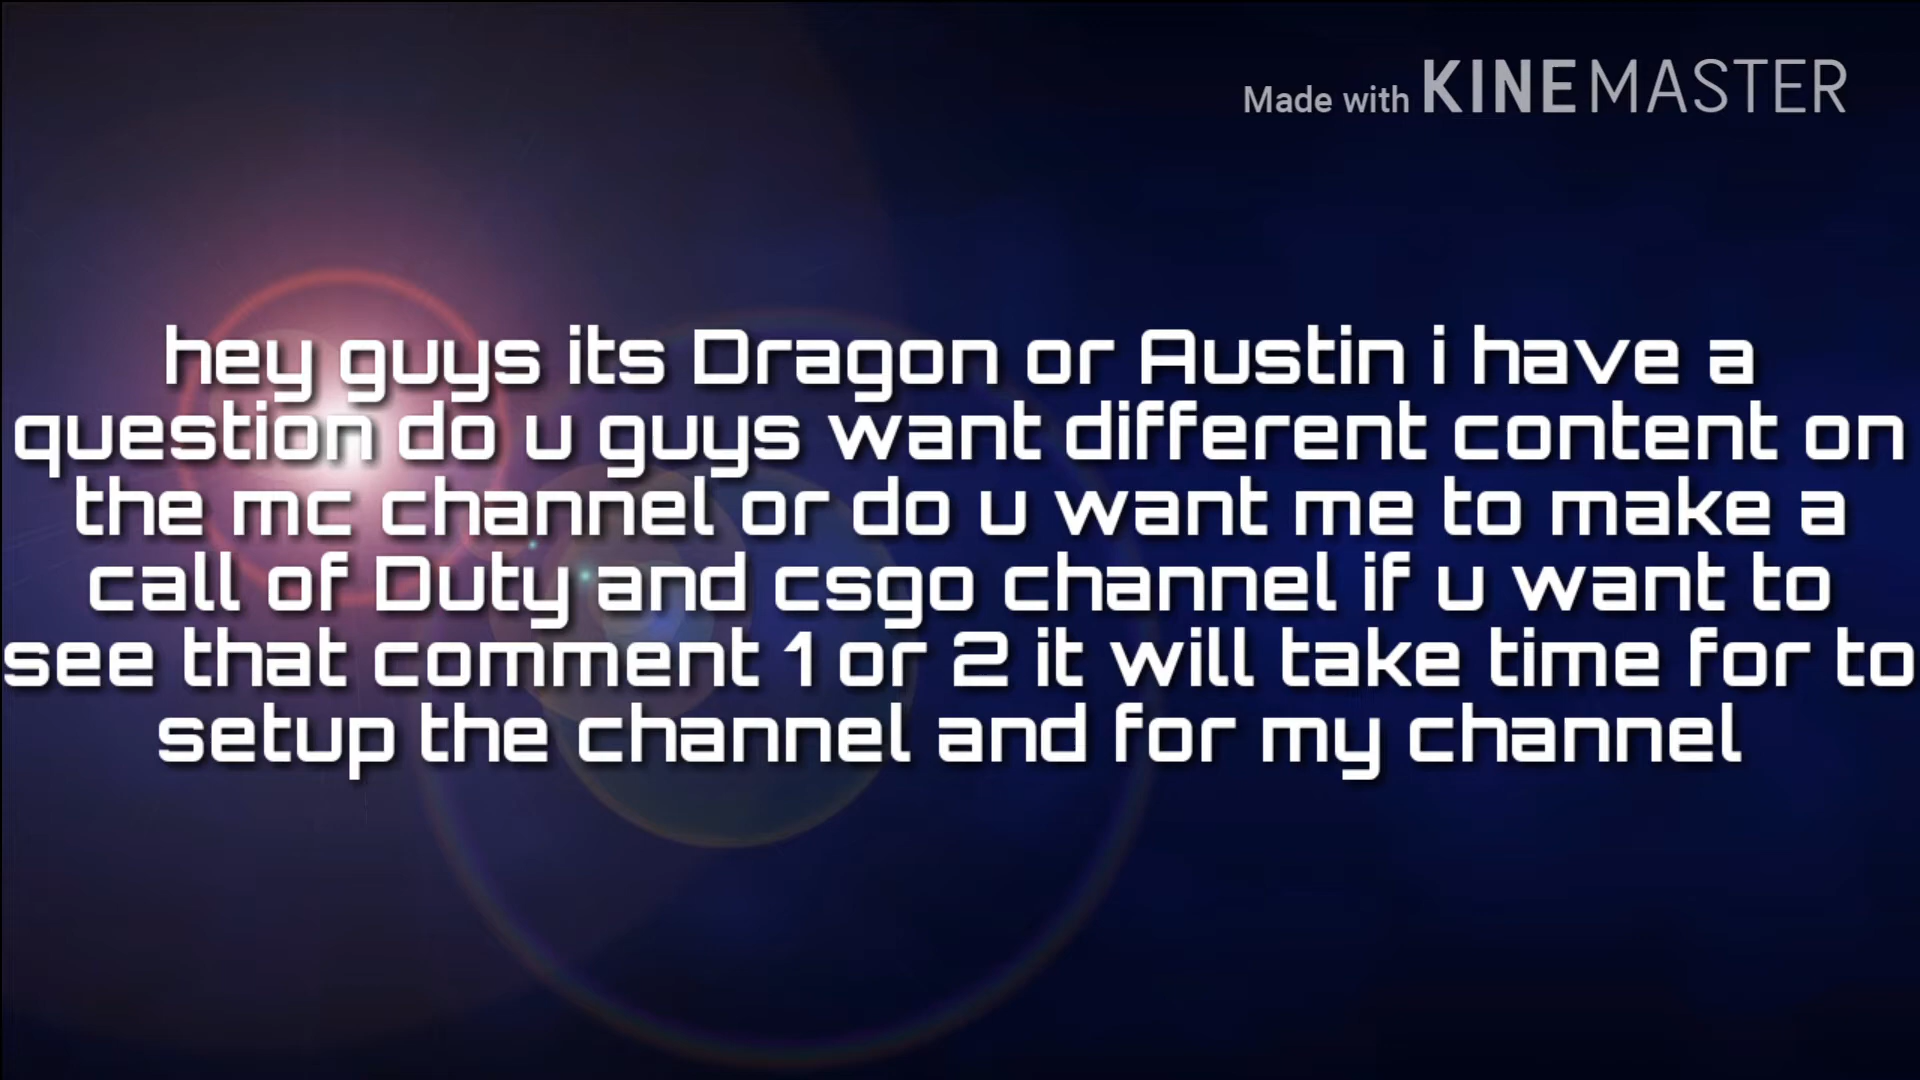 Made with KINEMASTER
hey guys its Dragon or Austin i have a
question do u guys want different content on
the mc channel or do u want me to make a
call of Duty and csgo channel if u want to
see that comment 1 or 2 it will take time for to
setup the channel and for my channel